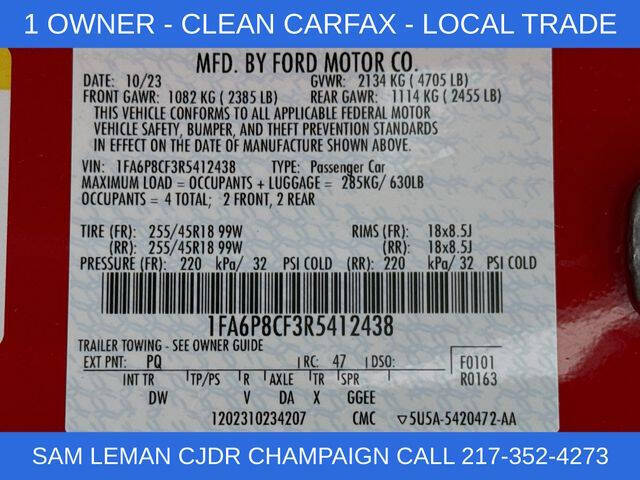 1 OWNER - CLEAN CARFAX - LOCAL TRADE
MFD. BY FORD MOTOR CO.
DATE: 10/23 GVWR: 2134 KG ( 4705 LB)
FRONT GAWR: 1082 KG ( 2385 LB) REAR GAWR: 1114 KG ( 2455 LB)
THIS VEHICLE CONFORMS TO ALL APPLICABLE FEDERAL MOTOR
VEHICLE SAFETY, BUMPER, AND THEFT PREVENTION STANDARDS
IN EFFECT ON THE DATE OF MANUFACTURE SHOWN ABOVE.
VIN: 1FA6P8CF3R5412438 TYPE: Passenger Car
MAXIMUM LOAD = OCCUPANTS + LUGGAGE = 285KG/ 630LB
OCCUPANTS = 4 TOTAL; 2 FRONT, 2 REAR
TIRE (FR): 255/45R18 99W RIMS (FR): 18x8.5J
(RR): 255/45R18 99W (RR): 18x8.5J
PRESSURE (FR): 220 kPa/ 32 PSI COLD (RR): 220 kPa/ 32 PSI COLD
1FA6P8CF3R5412438
TRAILER TOWING - SEE OWNER GUIDE
EXT PNT: PQ RC: 47 DSO: F0101
INT TR TP/PS R AXLE TR SPR R0163
DW V DA X GGEE
1202310234207 CMC ▽5U5A-5420472-AA
SAM LEMAN CJDR CHAMPAIGN CALL 217-352-4273